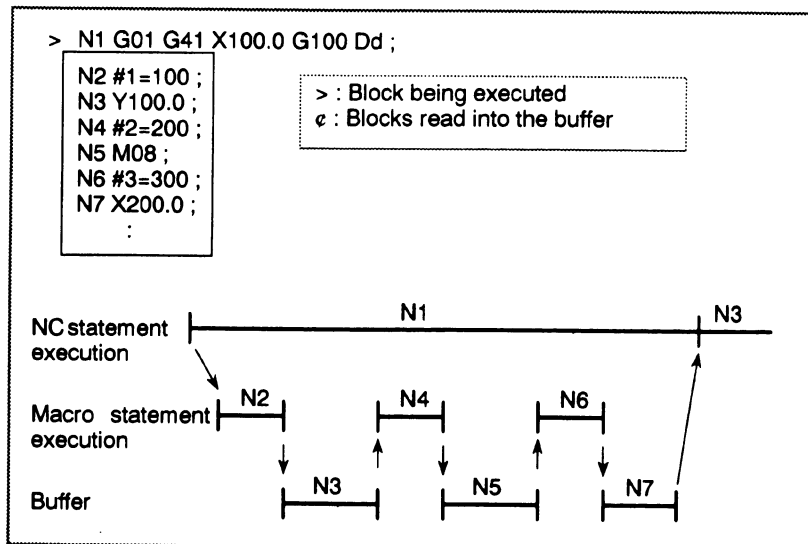 > N1 G01 G41 X100.0 G100 Dd ;
N2 #1=100 ;
N3 Y100.0 ;
N4 #2=200 ;
N5 M08 ;
N6 #3=300 ;
N7 X200.0 ;
:
> : Block being executed
¢ : Blocks read into the buffer
N1
N3
NC statement
execution
N2
N4
N6
Macro statement
execution
N3
N5
N7
Buffer